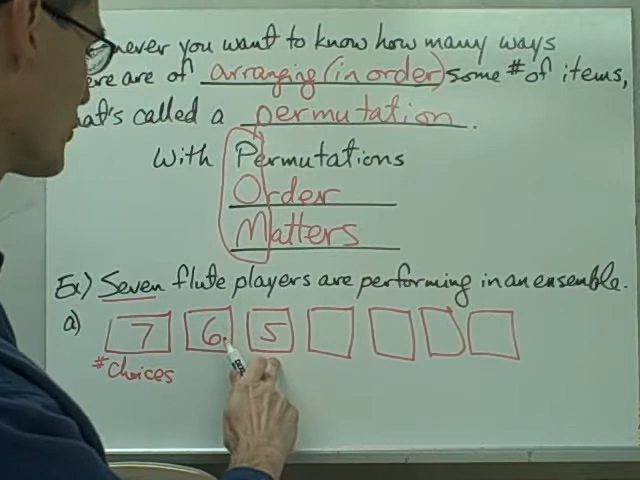 never you want to know how many ways
ere are of arranging (in order) some # of items,
at's called a permutation.
With Permutations
Order
Matters
Ex) Seven flute players are performing in an ensemble.
a) 7 6 5
# choices